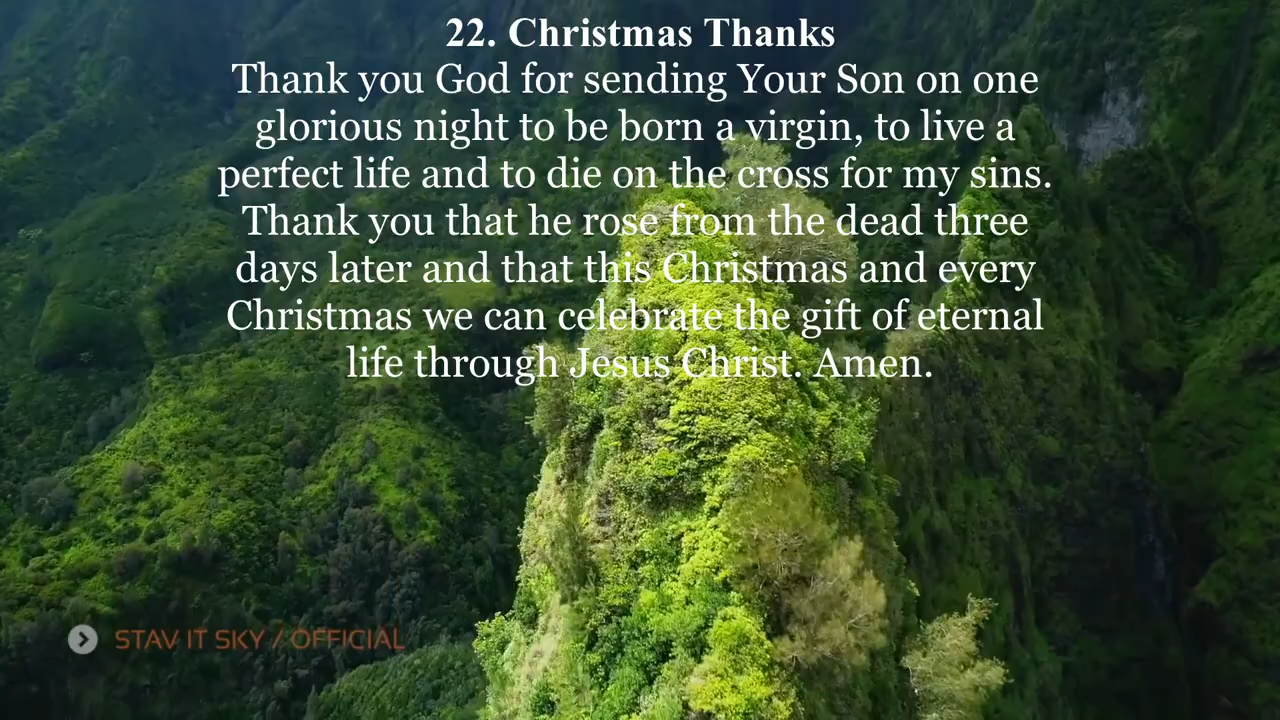 22. Christmas Thanks
Thank you God for sending Your Son on one
glorious night to be born a virgin, to live a
perfect life and to die on the cross for my sins.
Thank you that he rose from the dead three
days later and that this Christmas and every
Christmas we can celebrate the gift of eternal
life through Jesus Christ. Amen.
STAV IT SKY / OFFICIAL